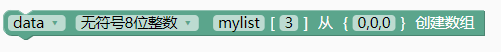 data 无符号8位整数 mylist [ 3 ] 从 { 0,0,0 } 创建数组